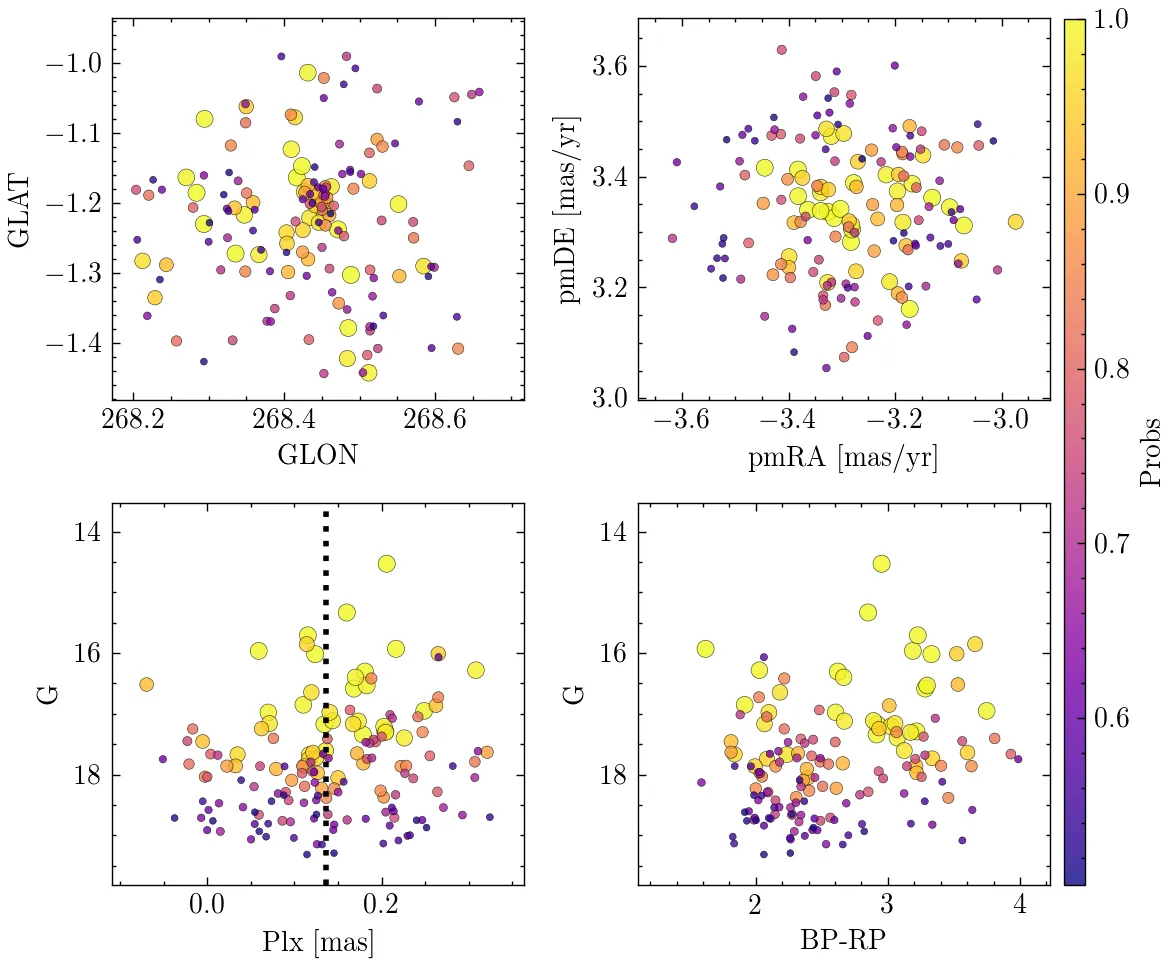 −1.0
−1.1
−1.2
−1.3
−1.4
GLAT
268.2 268.4 268.6
GLON
3.6
3.4
3.2
3.0
pmDE [mas/yr]
−3.6 −3.4 −3.2 −3.0
pmRA [mas/yr]
14
16
18
G
0.0 0.2
Plx [mas]
14
16
18
G
2 3 4
BP-RP
1.0
0.9
0.8
0.7
0.6
Probs